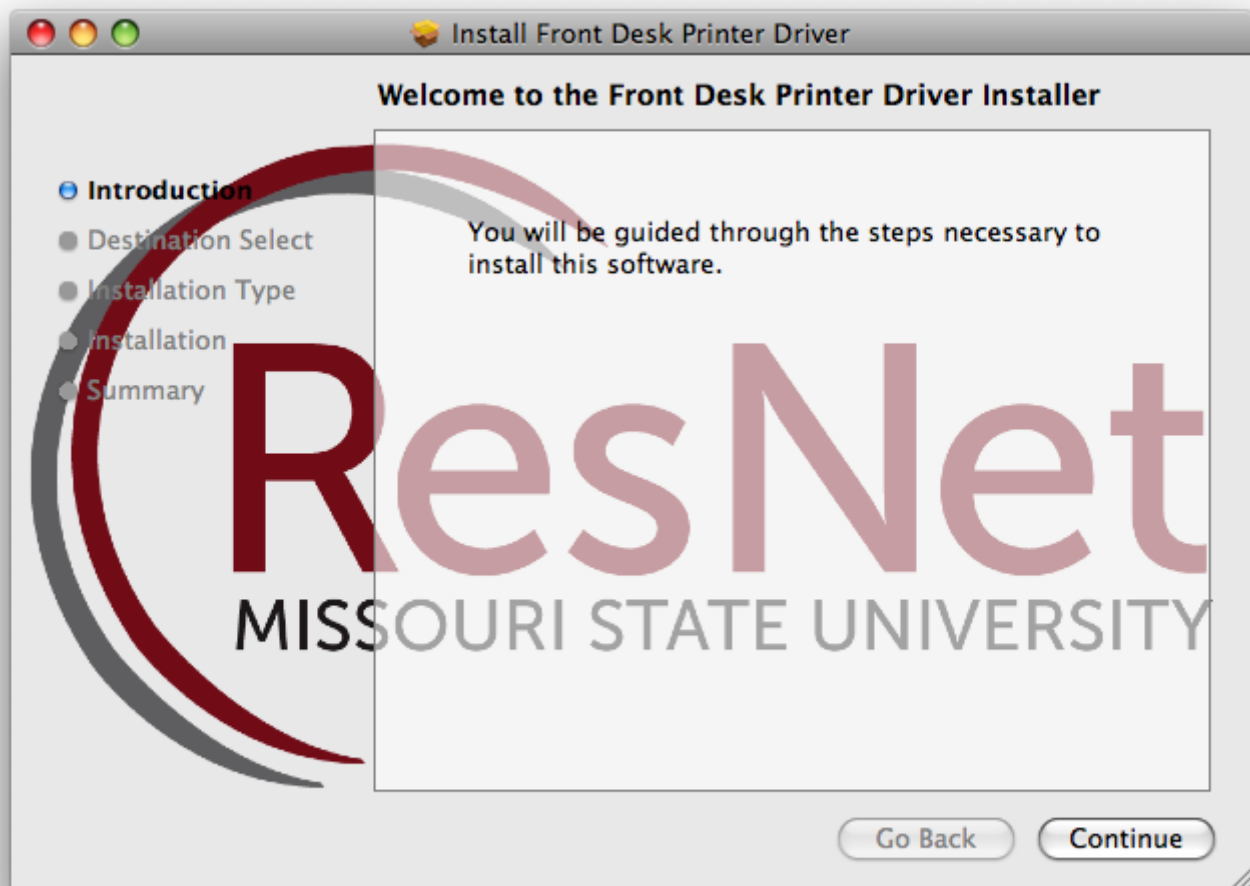 Install Front Desk Printer Driver
Welcome to the Front Desk Printer Driver Installer
Introduction
Destination Select
Installation Type
Installation
Summary
You will be guided through the steps necessary to
install this software.
ResNet
MISSOURI STATE UNIVERSITY
Go Back
Continue